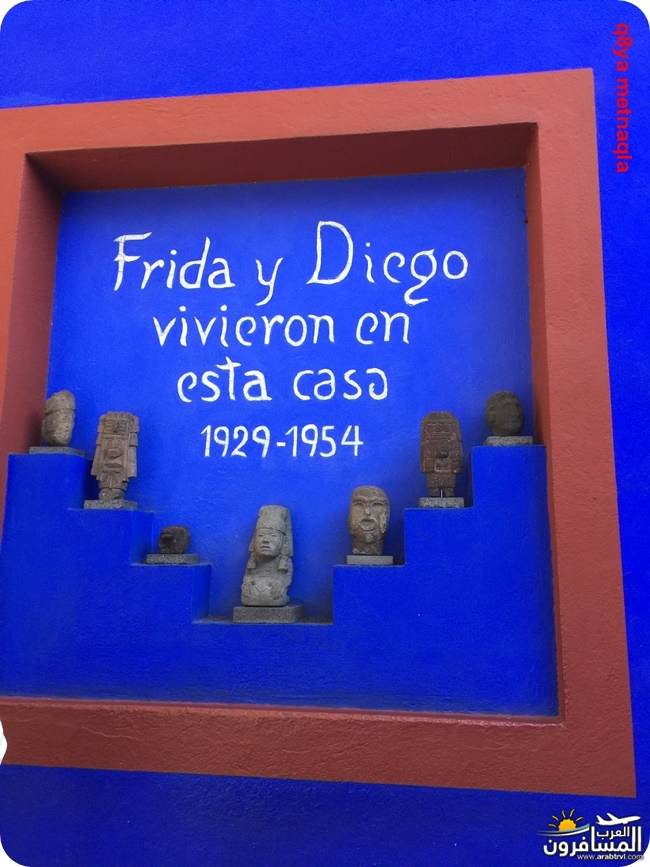 Frida y Diego
vivieron en
esta casa
1929-1954
q8ya metnaqla
العرب
المسافرون
www.arabtrvl.com